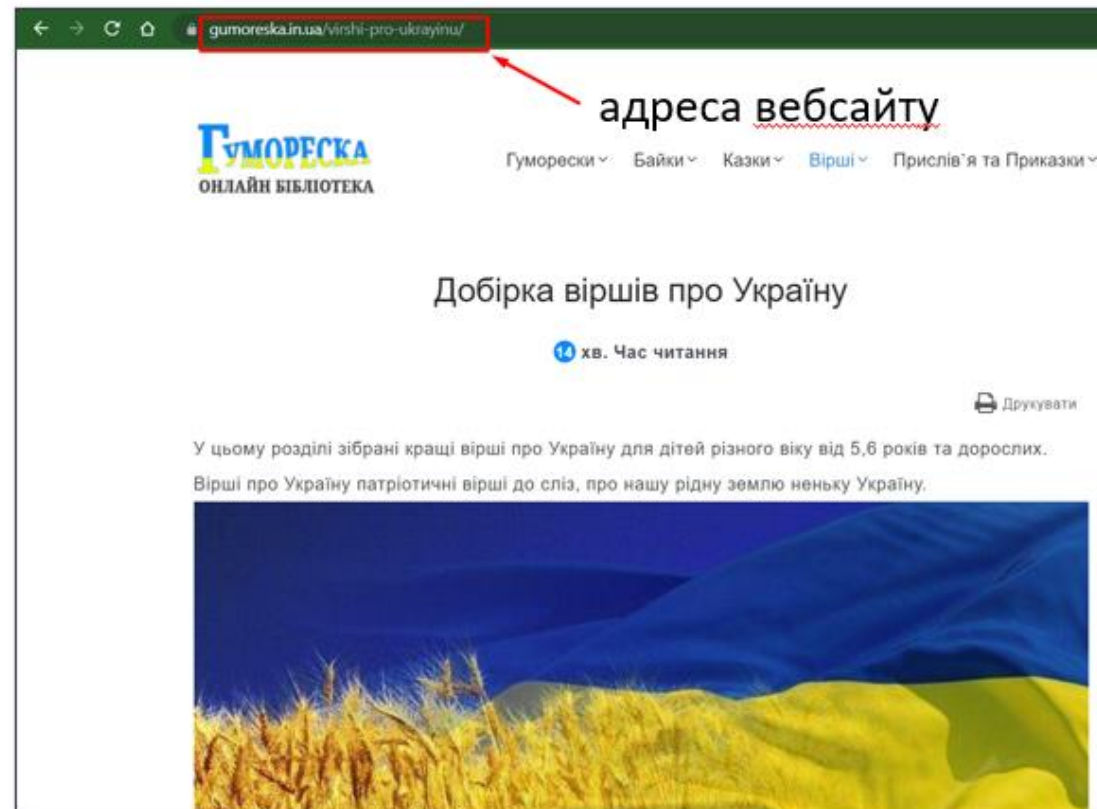 gumoreska.in.ua/virshi-pro-ukrayinu/
адреса вебсайту
ГУМОРЕСКА
ОНЛАЙН БІБЛІОТЕКА
Гуморески Байки Казки Вірші Прислів`я та Приказки
Добірка віршів про Україну
14 хв. Час читання
Друкувати
У цьому розділі зібрані кращі вірші про Україну для дітей різного віку від 5,6 років та дорослих.
Вірші про Україну патріотичні вірші до сліз, про нашу рідну землю неньку Україну.